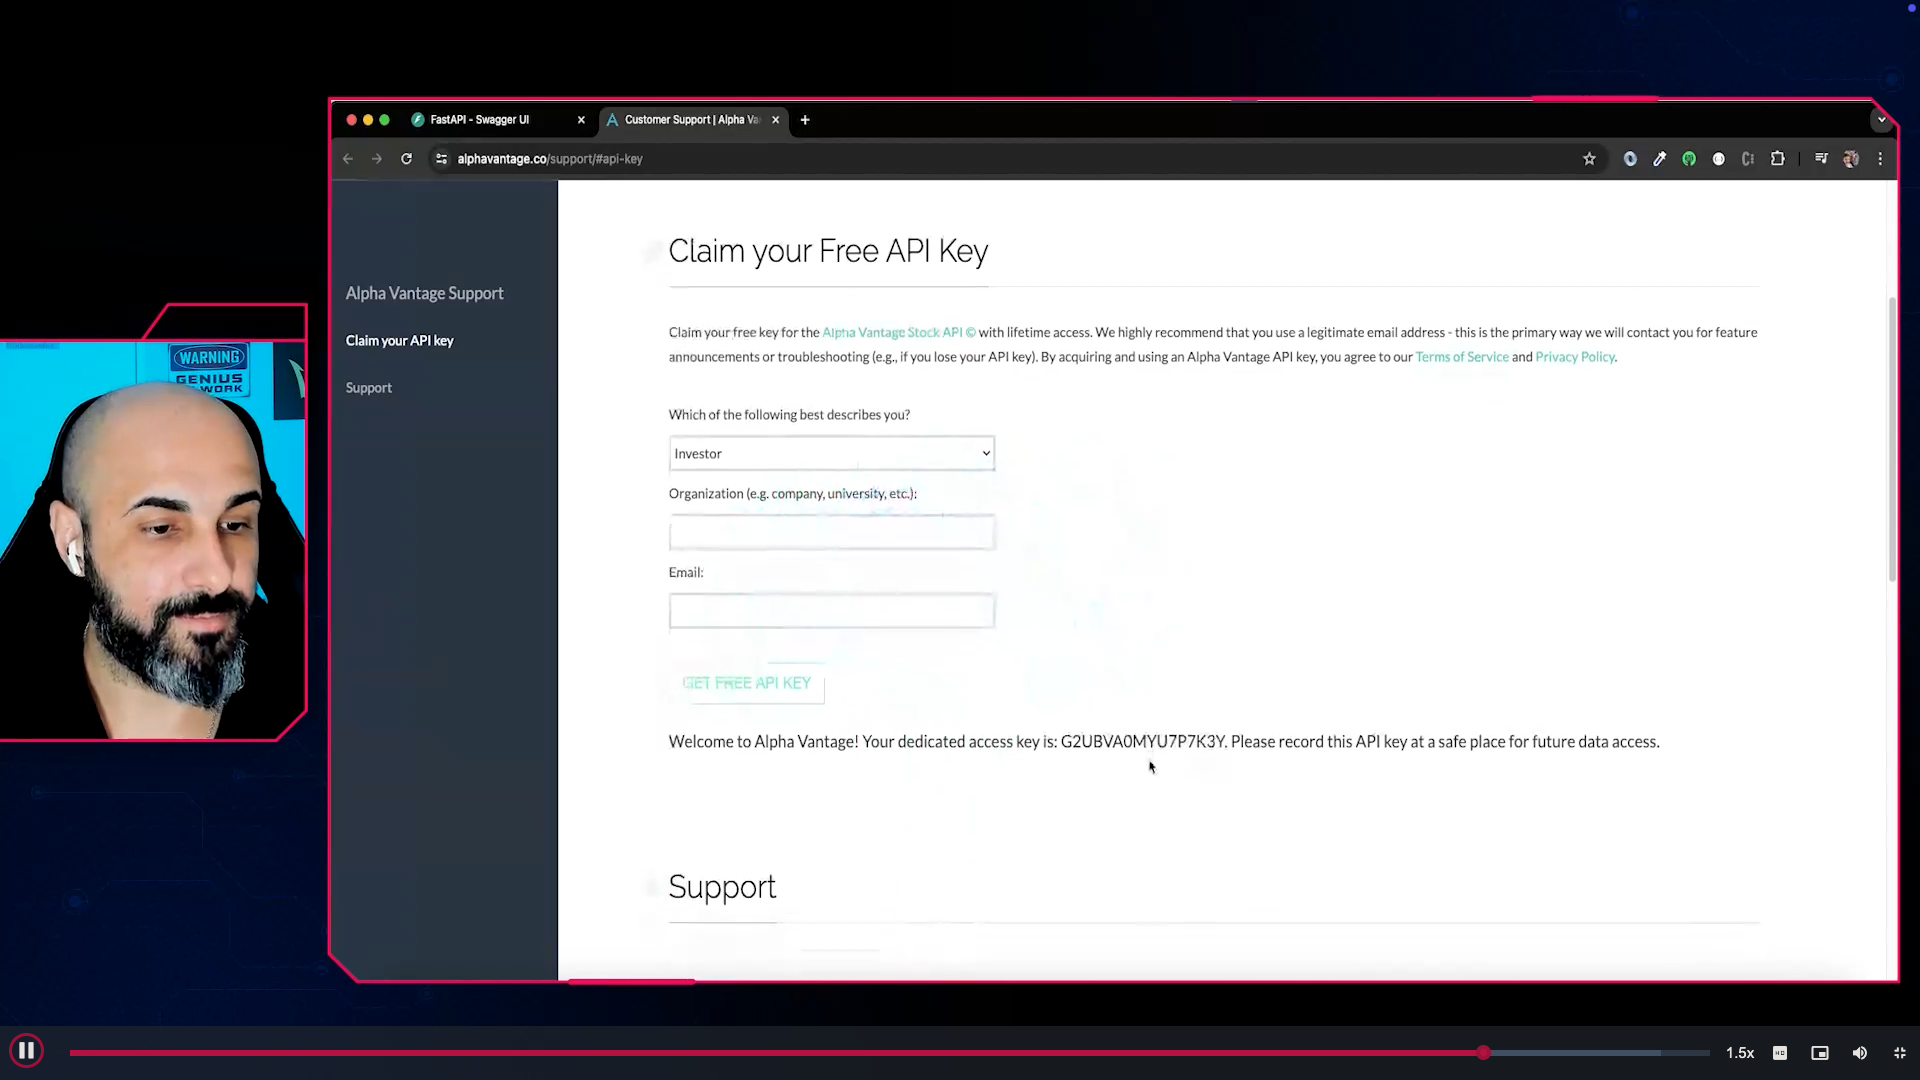 FastAPI - Swagger UI
Customer Support | Alpha Va
alphavantage.co/support/#api-key
Claim your Free API Key
Alpha Vantage Support
Claim your API key
Support
Claim your free key for the Alpha Vantage Stock API © with lifetime access. We highly recommend that you use a legitimate email address - this is the primary way we will contact you for feature
announcements or troubleshooting (e.g., if you lose your API key). By acquiring and using an Alpha Vantage API key, you agree to our Terms of Service and Privacy Policy.
Which of the following best describes you?
Investor
Organization (e.g. company, university, etc.):
Email:
GET FREE API KEY
Welcome to Alpha Vantage! Your dedicated access key is: G2UBVA0MYU7P7K3Y. Please record this API key at a safe place for future data access.
Support
WARNING
GENIUS
WORK
1.5x